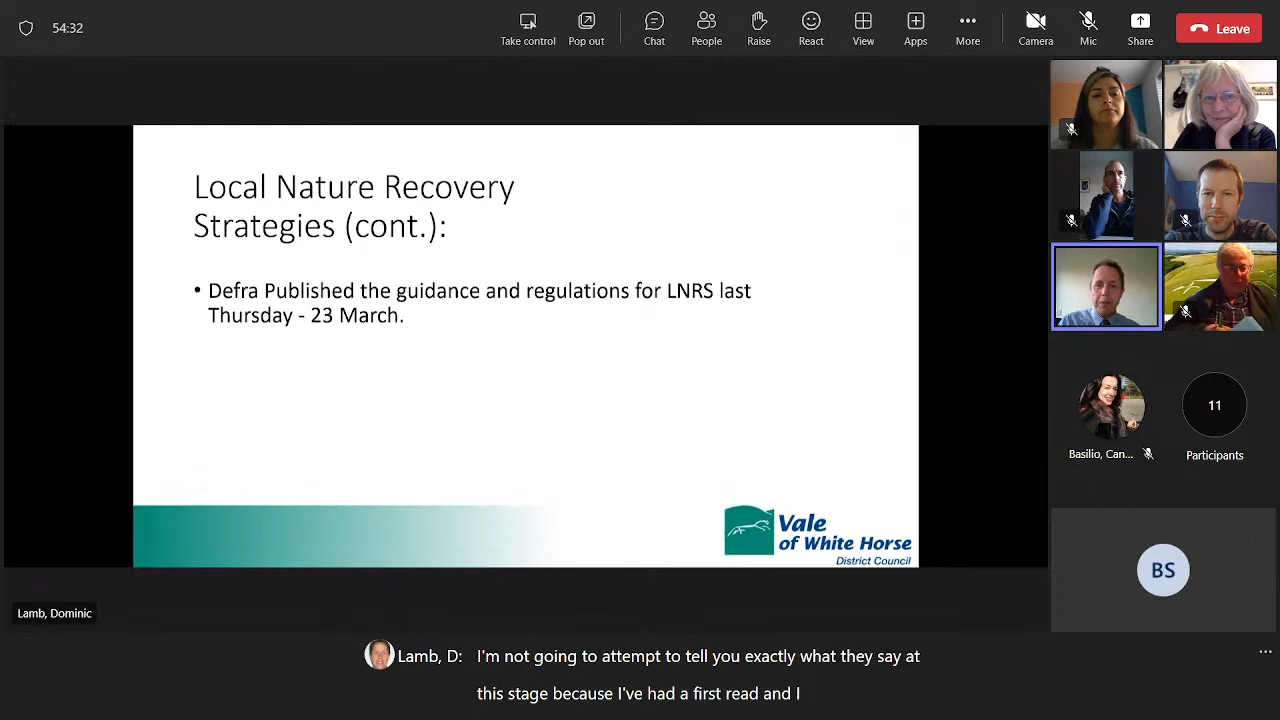 54:32
Take control
Pop out
Chat
People
Raise
React
View
Apps
More
Camera
Mic
Share
Leave
Local Nature Recovery
Strategies (cont.):
• Defra Published the guidance and regulations for LNRS last
Thursday - 23 March.
Vale
of White Horse
District Council
Basilio, Can...
11
Participants
BS
Lamb, Dominic
Lamb, D: I'm not going to attempt to tell you exactly what they say at
this stage because I've had a first read and I